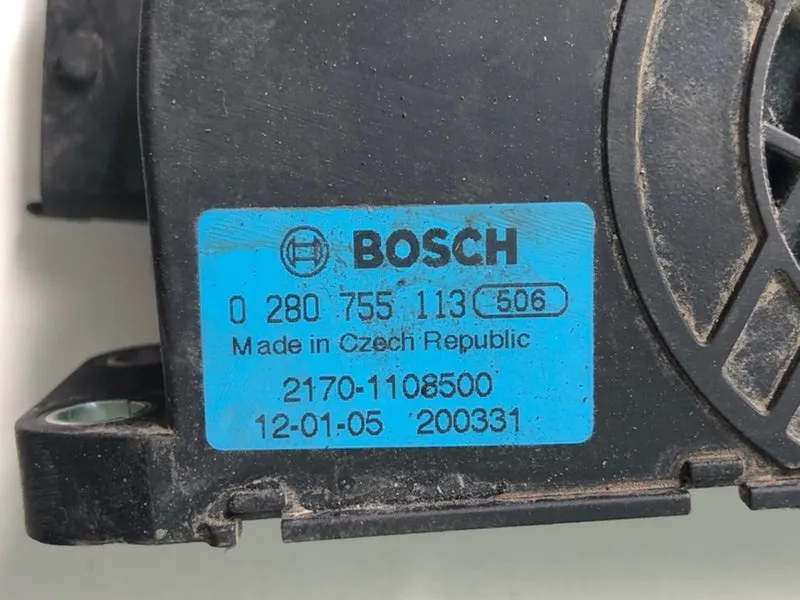 BOSCH
0 280 755 113 506
Made in Czech Republic
2170-1108500
12-01-05 200331